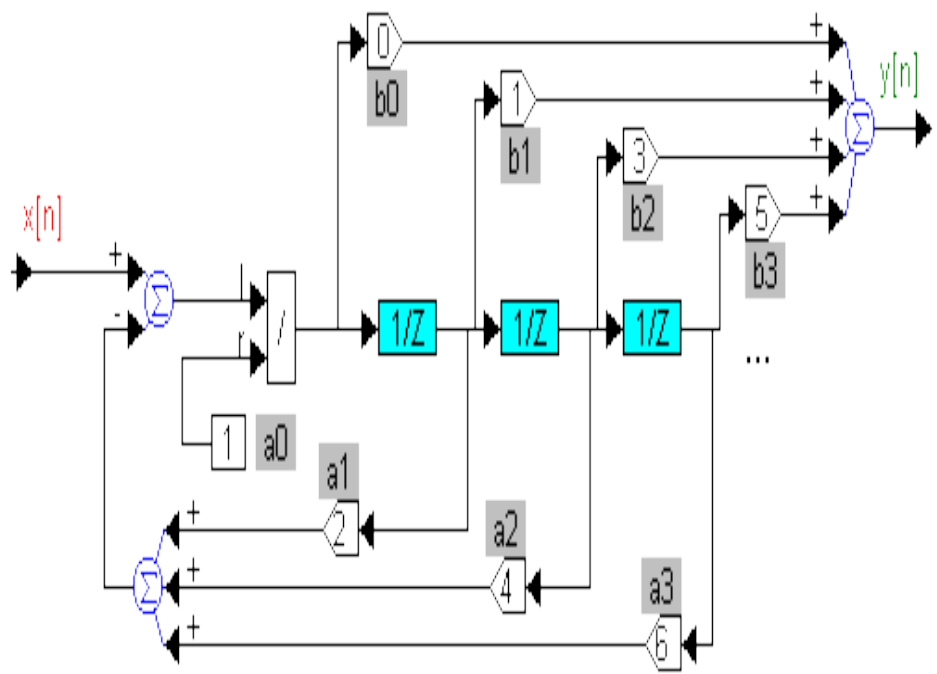 +
0
b0
y[n]
+
1
b1
+
3
b2
Σ
x[n]
+
5
b3
+
Σ
-
l
r
/
1/Z
1/Z
1/Z
...
1
a0
a1
+
2
a2
+
4
Σ
a3
+
6